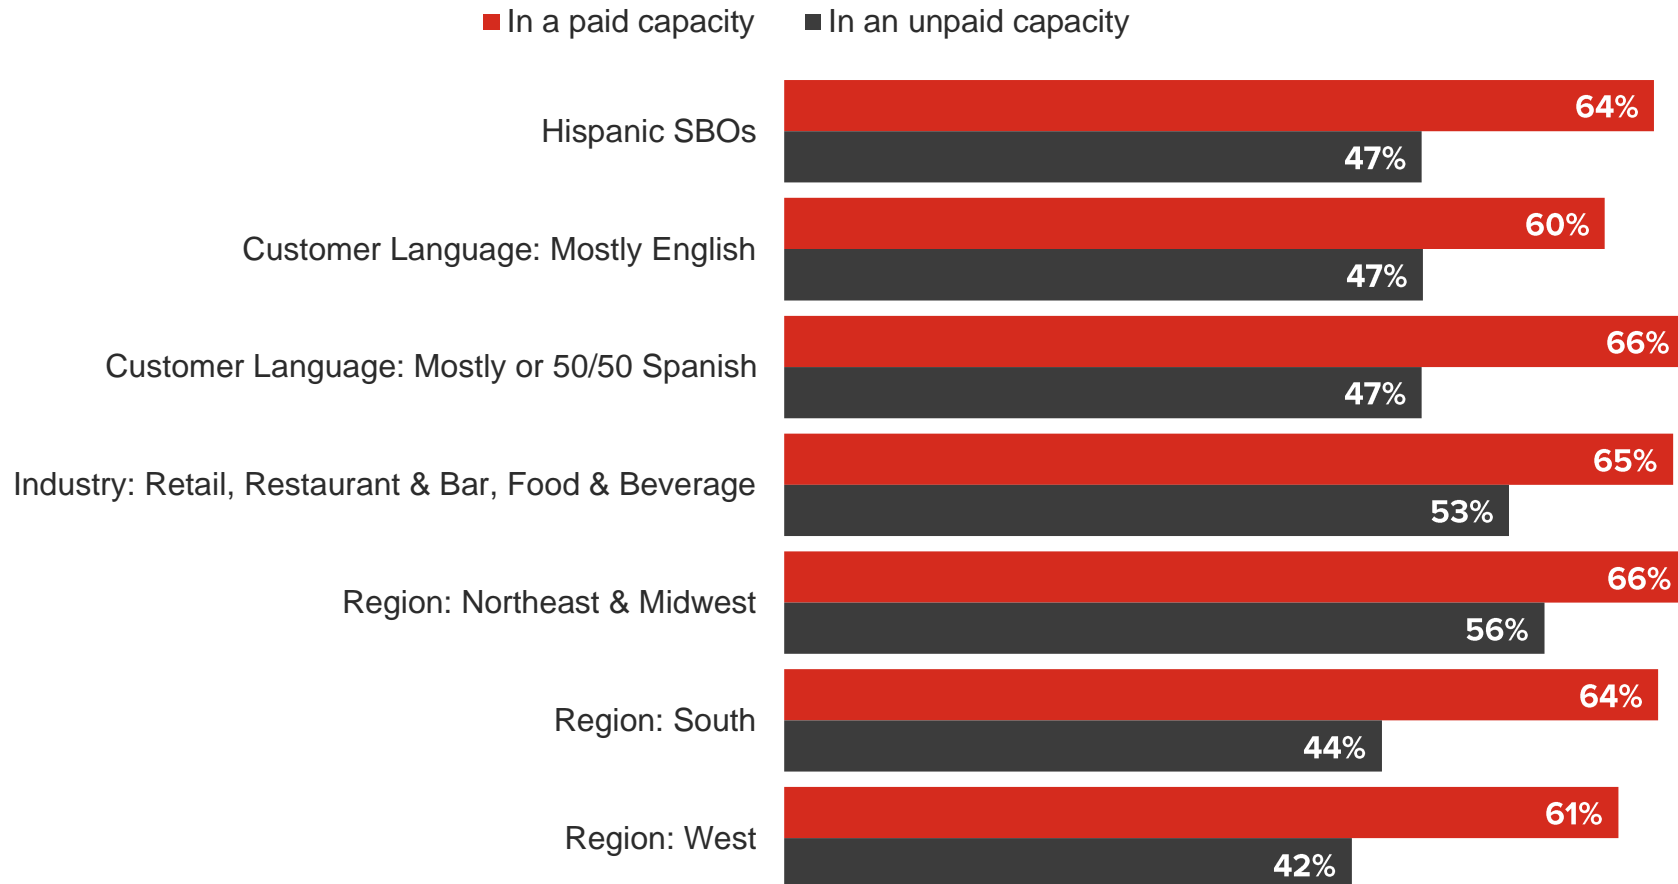 In a paid capacity In an unpaid capacity
64%
Hispanic SBOs
47%
60%
Customer Language: Mostly English
47%
66%
Customer Language: Mostly or 50/50 Spanish
47%
65%
Industry: Retail, Restaurant & Bar, Food & Beverage
53%
66%
Region: Northeast & Midwest
56%
64%
Region: South
44%
61%
Region: West
42%